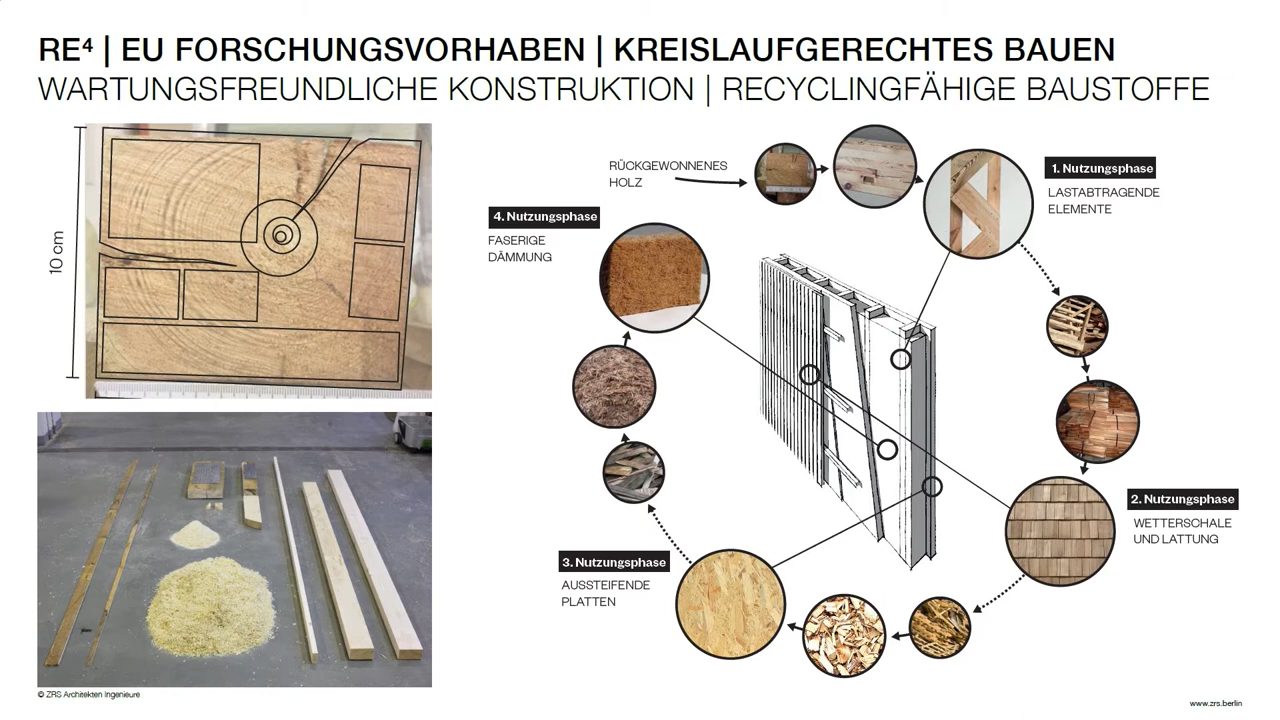 RE⁴ | EU FORSCHUNGSVORHABEN | KREISLAUFGERECHTES BAUEN
WARTUNGSFREUNDLICHE KONSTRUKTION | RECYCLINGFÄHIGE BAUSTOFFE
10 cm
RÜCKGEWONNENES
HOLZ
1. Nutzungsphase
LASTABTRAGENDE
ELEMENTE
4. Nutzungsphase
FASERIGE
DÄMMUNG
2. Nutzungsphase
WETTERSCHALE
UND LATTUNG
3. Nutzungsphase
AUSSTEIFENDE
PLATTEN
© ZRS Architekten Ingenieure
www.zrs.berlin